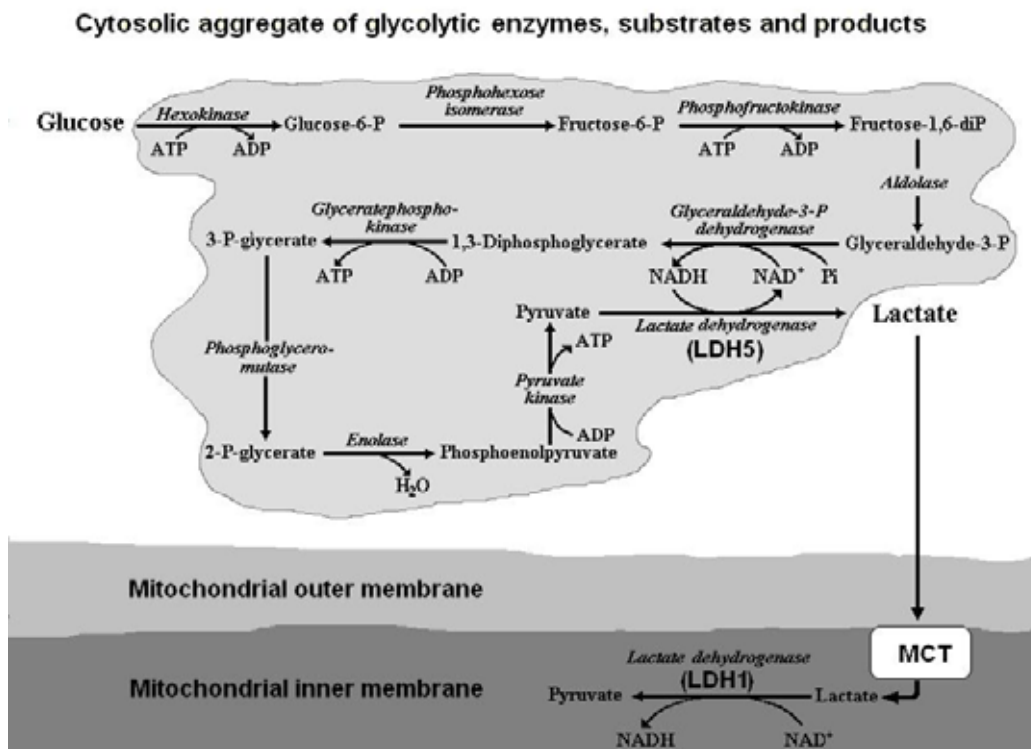 Cytosolic aggregate of glycolytic enzymes, substrates and products
Hexokinase
Phosphohexose
isomerase
Phosphofructokinase
Glucose
Glucose-6-P
Fructose-6-P
Fructose-1,6-diP
ATP
ADP
ATP
ADP
Aldolase
Glyceratephospho-
kinase
Glyceraldehyde-3-P
dehydrogenase
3-P-glycerate
1,3-Diphosphoglycerate
Glyceraldehyde-3-P
ATP
ADP
NADH
NAD⁺
Pi
Pyruvate
Lactate
Lactate dehydrogenase
(LDH5)
ATP
Phosphoglycero-
mutase
Pyruvate
kinase
ADP
2-P-glycerate
Enolase
Phosphoenolpyruvate
H₂O
Mitochondrial outer membrane
MCT
Lactate dehydrogenase
(LDH1)
Mitochondrial inner membrane
Pyruvate
Lactate
NADH
NAD⁺